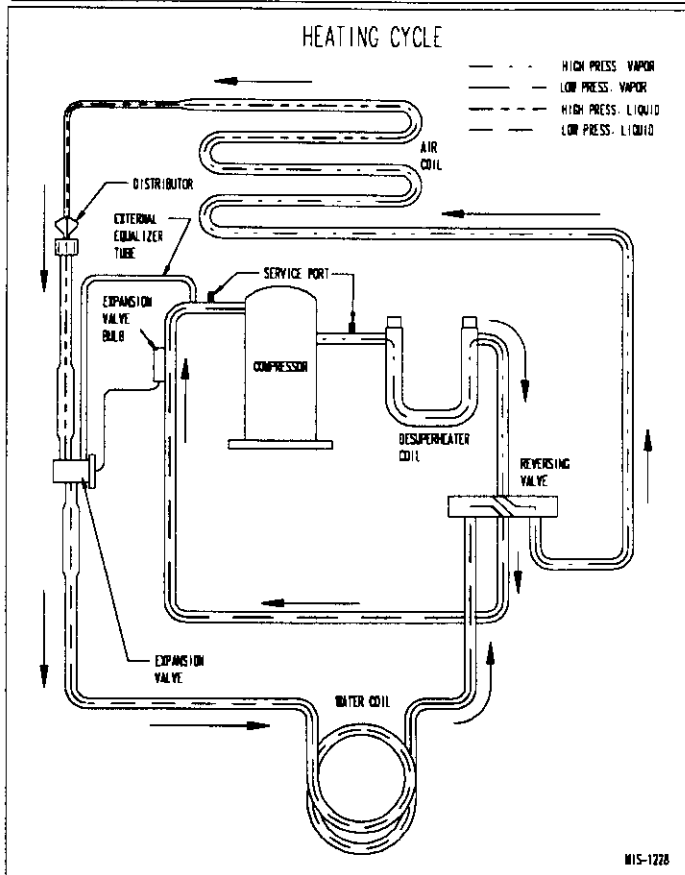 HEATING CYCLE
HIGH PRESS. VAPOR
LOW PRESS. VAPOR
HIGH PRESS. LIQUID
LOW PRESS. LIQUID
AIR
COIL
DISTRIBUTOR
EXTERNAL
EQUALIZER
TUBE
SERVICE PORT
EXPANSION
VALVE
BULB
COMPRESSOR
DESUPERHEATER
COIL
REVERSING
VALVE
EXPANSION
VALVE
WATER COIL
MIS-1228